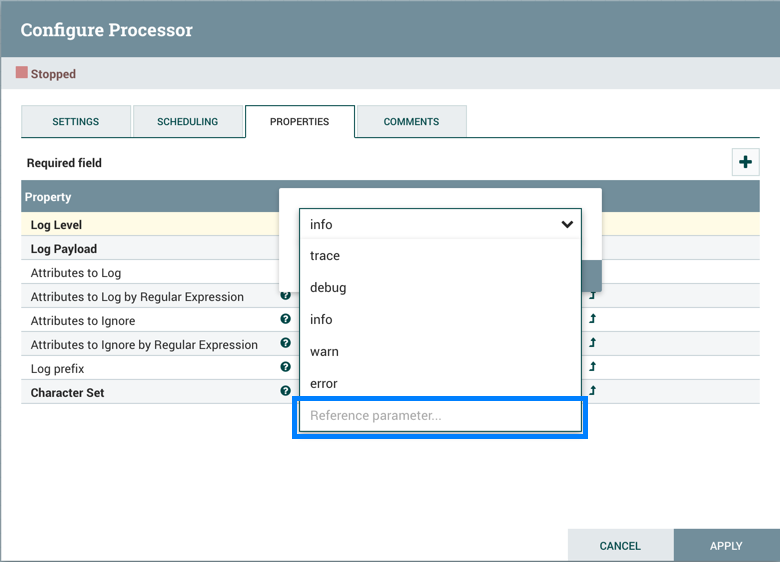 Configure Processor
Stopped
SETTINGS SCHEDULING PROPERTIES COMMENTS
Required field
Property
Log Level
info
Log Payload
trace
Attributes to Log
debug
Attributes to Log by Regular Expression
info
Attributes to Ignore
Attributes to Ignore by Regular Expression
warn
Log prefix
error
Character Set
Reference parameter...
CANCEL APPLY